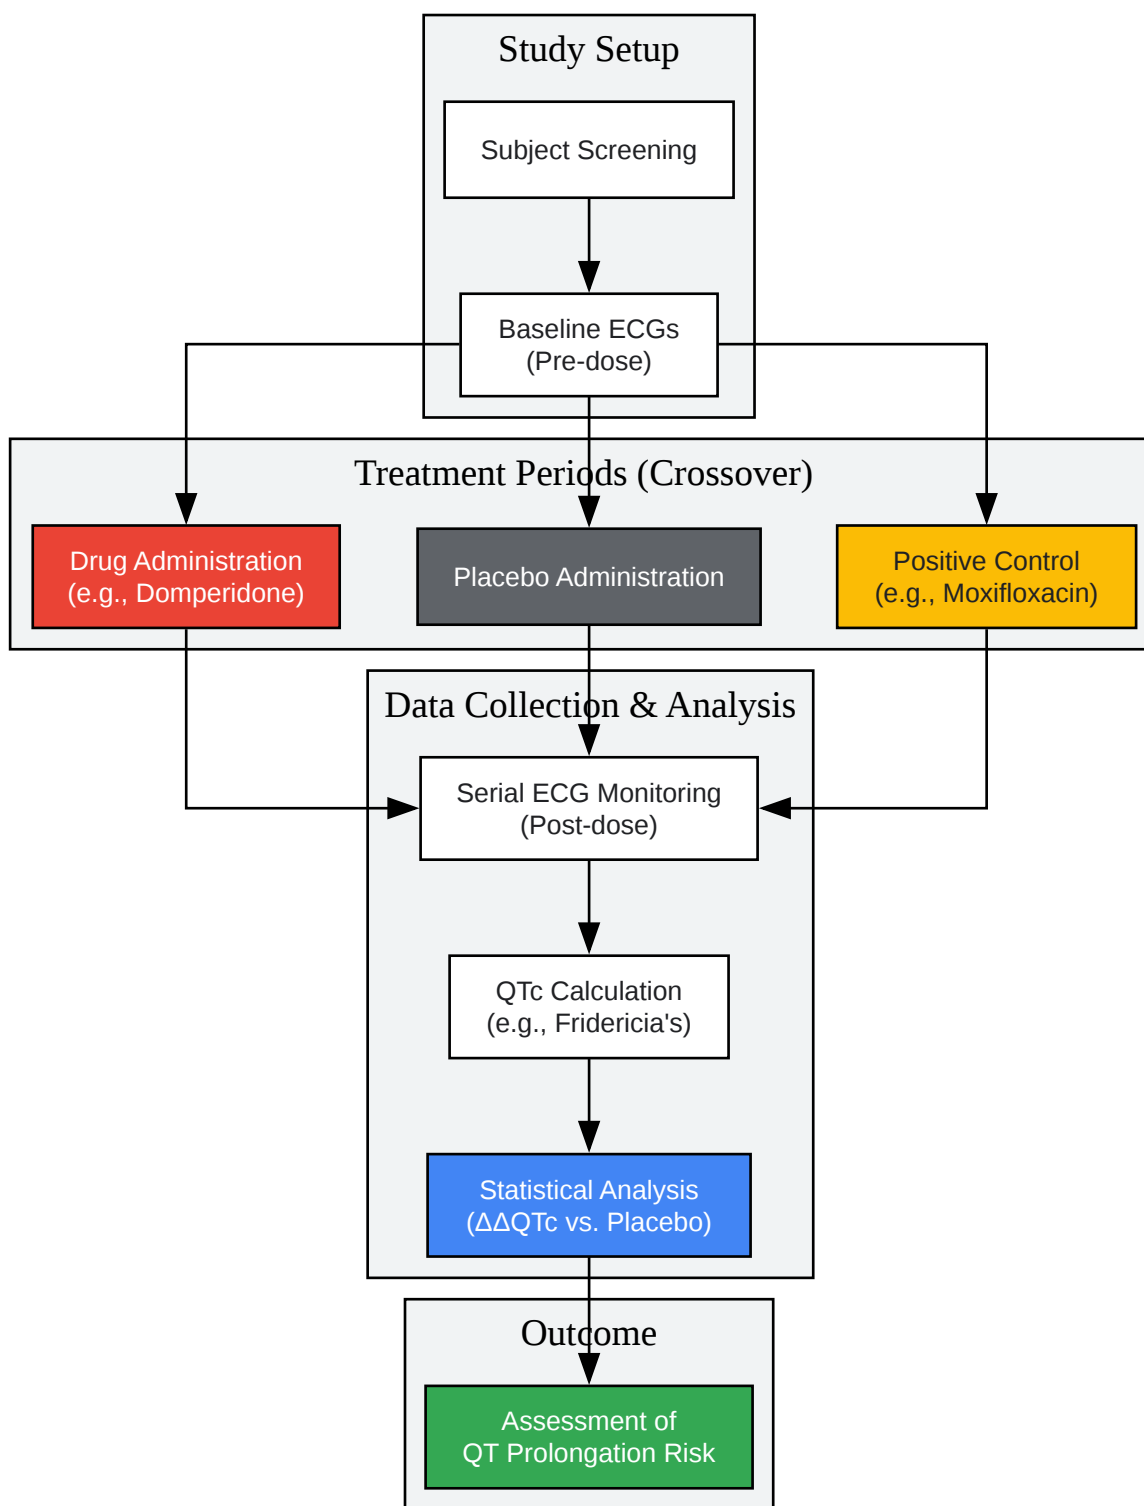 Study Setup
Subject Screening
Baseline ECGs
(Pre-dose)
Treatment Periods (Crossover)
Drug Administration
(e.g., Domperidone)
Placebo Administration
Positive Control
(e.g., Moxifloxacin)
Data Collection & Analysis
Serial ECG Monitoring
(Post-dose)
QTc Calculation
(e.g., Fridericia's)
Statistical Analysis
(ΔΔQTc vs. Placebo)
Outcome
Assessment of
QT Prolongation Risk